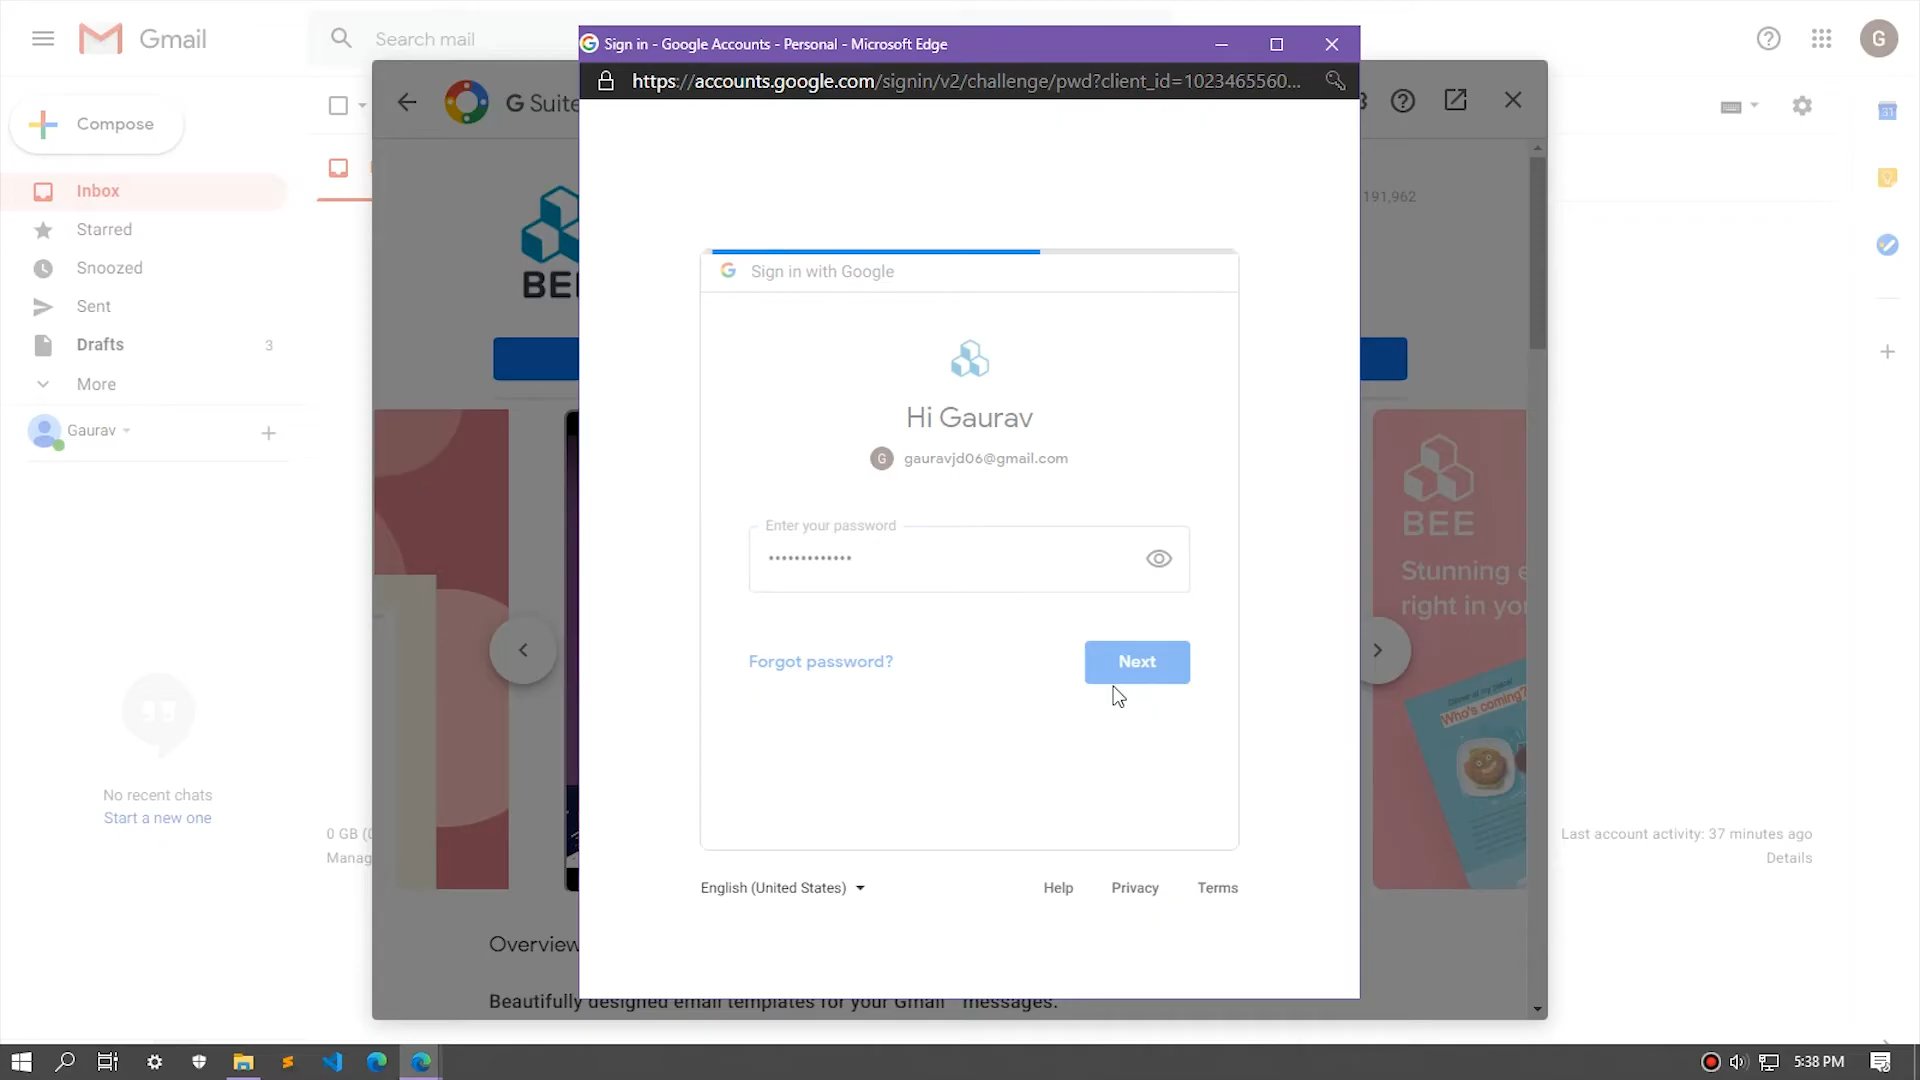 Gmail
Search mail
Sign in - Google Accounts - Personal - Microsoft Edge
https://accounts.google.com/signin/v2/challenge/pwd?client_id=1023465560...
G
Compose
G Suite
31
Inbox
Starred
Snoozed
Sent
Drafts
3
More
Gaurav
191,962
BEE
Sign in with Google
Hi Gaurav
G
gauravjd06@gmail.com
Enter your password
•••••••••••••
Forgot password?
Next
BEE
Stunning
right in
Who's coming?
No recent chats
Start a new one
0 GB
Manag
Last account activity: 37 minutes ago
Details
English (United States)
Help
Privacy
Terms
Overview
Beautifully designed email templates for your Gmail messages.
5:38 PM